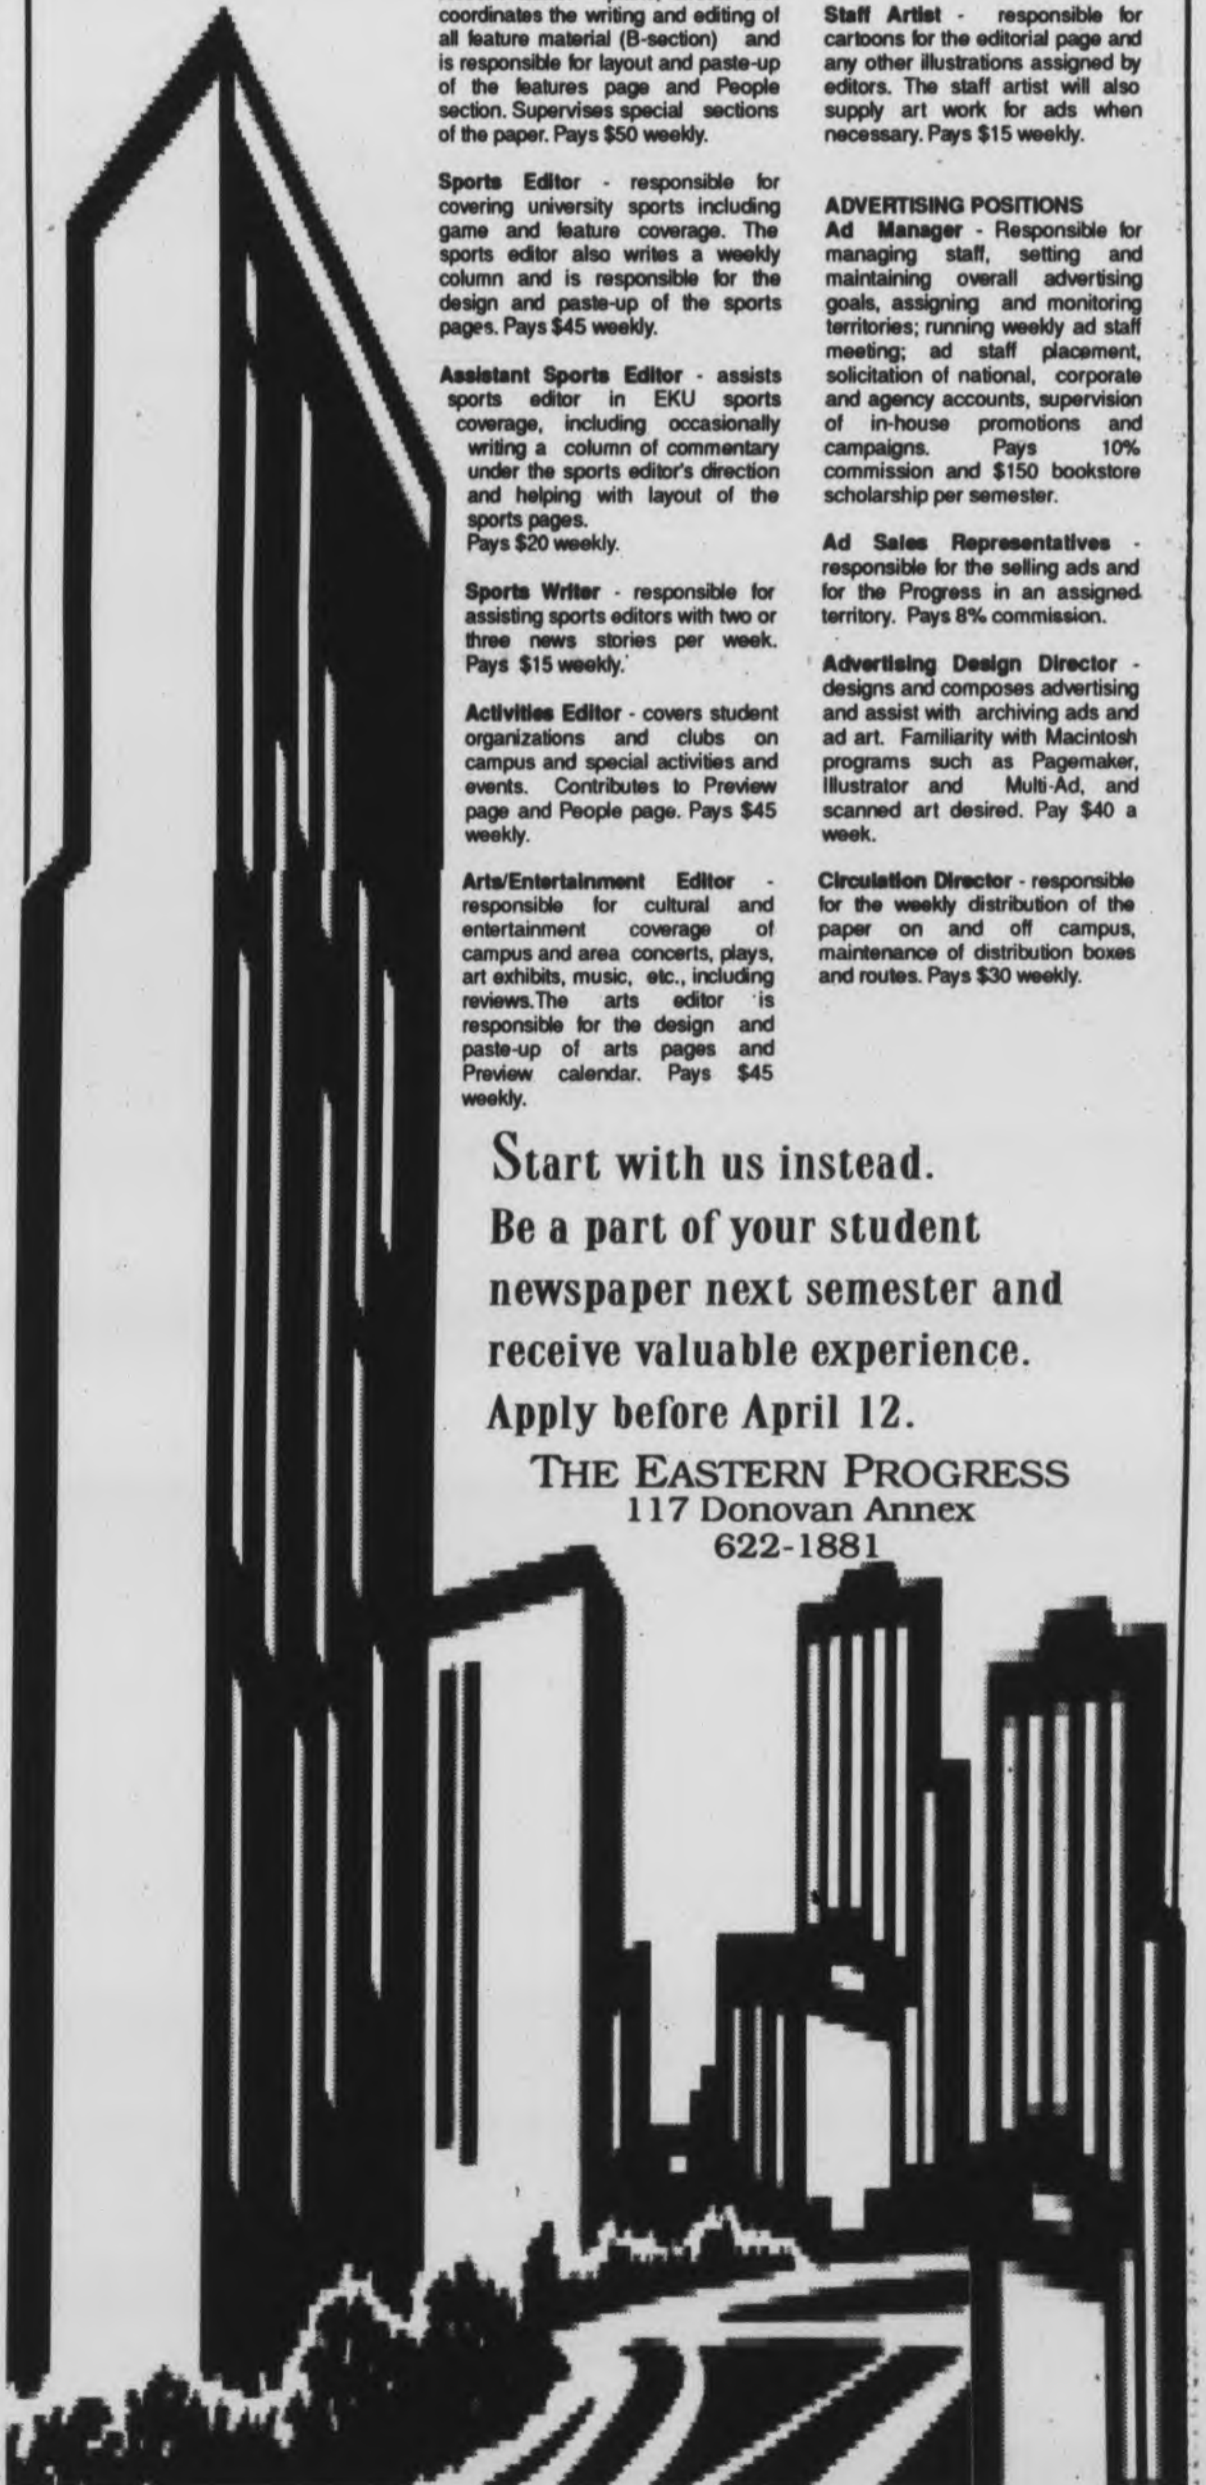 coordinates the writing and editing of
all feature material (B-section) and
is responsible for layout and paste-up
of the features page and People
section. Supervises special sections
of the paper. Pays $50 weekly.
Sports Editor - responsible for
covering university sports including
game and feature coverage. The
sports editor also writes a weekly
column and is responsible for the
design and paste-up of the sports
pages. Pays $45 weekly.
Assistant Sports Editor - assists
sports editor in EKU sports
coverage, including occasionally
writing a column of commentary
under the sports editor's direction
and helping with layout of the
sports pages.
Pays $20 weekly.
Sports Writer - responsible for
assisting sports editors with two or
three news stories per week.
Pays $15 weekly.
Activities Editor - covers student
organizations and clubs on
campus and special activities and
events. Contributes to Preview
page and People page. Pays $45
weekly.
Arts/Entertainment Editor -
responsible for cultural and
entertainment coverage of
campus and area concerts, plays,
art exhibits, music, etc., including
reviews.The arts editor is
responsible for the design and
paste-up of arts pages and
Preview calendar. Pays $45
weekly.
Staff Artist - responsible for
cartoons for the editorial page and
any other illustrations assigned by
editors. The staff artist will also
supply art work for ads when
necessary. Pays $15 weekly.
ADVERTISING POSITIONS
Ad Manager - Responsible for
managing staff, setting and
maintaining overall advertising
goals, assigning and monitoring
territories; running weekly ad staff
meeting; ad staff placement,
solicitation of national, corporate
and agency accounts, supervision
of in-house promotions and
campaigns. Pays 10%
commission and $150 bookstore
scholarship per semester.
Ad Sales Representatives -
responsible for the selling ads and
for the Progress in an assigned
territory. Pays 8% commission.
Advertising Design Director -
designs and composes advertising
and assist with archiving ads and
ad art. Familiarity with Macintosh
programs such as Pagemaker,
Illustrator and Multi-Ad, and
scanned art desired. Pay $40 a
week.
Circulation Director - responsible
for the weekly distribution of the
paper on and off campus,
maintenance of distribution boxes
and routes. Pays $30 weekly.
Start with us instead.
Be a part of your student
newspaper next semester and
receive valuable experience.
Apply before April 12.
THE EASTERN PROGRESS
117 Donovan Annex
622-1881